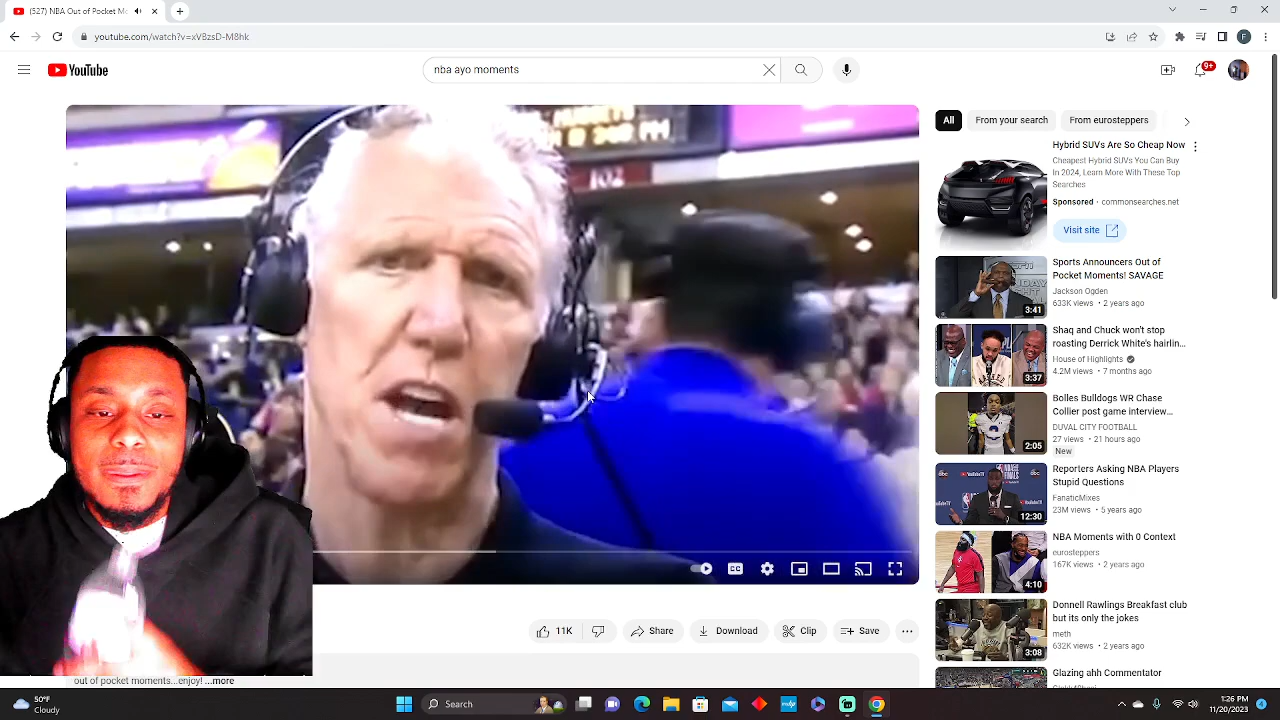 (527) NBA Out of Pocket Mo
youtube.com/watch?v=xVBzsD-M8hk
YouTube
nba ayo moments
9+
F
All
From your search
From eurosteppers
Hybrid SUVs Are So Cheap Now
Cheapest Hybrid SUVs You Can Buy
In 2024, Learn More With These Top
Searches
Sponsored · commonsearches.net
Visit site
Sports Announcers Out of
Pocket Moments! SAVAGE
Jackson Ogden
633K views • 2 years ago
3:41
Shaq and Chuck won't stop
roasting Derrick White's hairlin...
House of Highlights
4.2M views • 7 months ago
3:37
Bolles Bulldogs WR Chase
Collier post game interview...
DUVAL CITY FOOTBALL
27 views • 21 hours ago
New
2:05
Reporters Asking NBA Players
Stupid Questions
FanaticMixes
23M views • 5 years ago
12:30
NBA Moments with 0 Context
eurosteppers
167K views • 2 years ago
4:10
Donnell Rawlings Breakfast club
but its only the jokes
meth
632K views • 2 years ago
3:08
Glazing ahh Commentator
102
CC
11K
Share
Download
Clip
Save
out of pocket moments...enjoy! ...more
50°F
Cloudy
Search
1:26 PM
11/20/2023
4